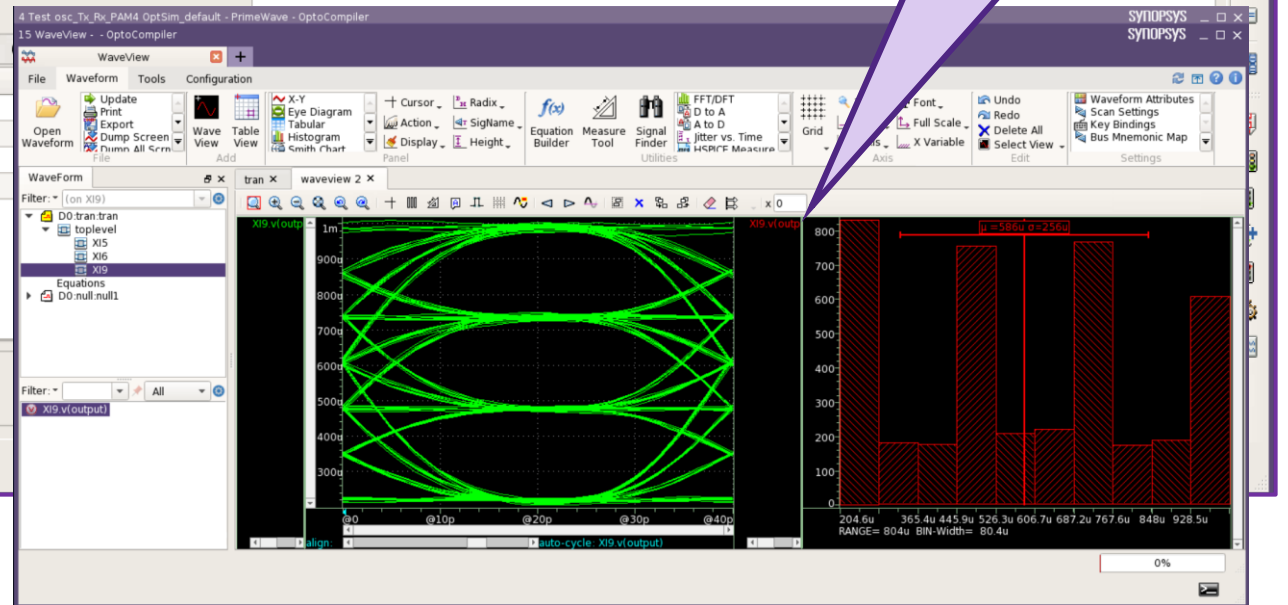 4 Test osc_Tx_Rx_PAM4 OptSim_default - PrimeWave - OptoCompiler SYNOPSYS
15 WaveView - - OptoCompiler SYNOPSYS
WaveView
File Waveform Tools Configuration
Open Waveform
Update
Print
Export
Dump Screen
Dump All Scrn
File
Wave View
Table View
Add
X-Y
Eye Diagram
Tabular
Histogram
Smith Chart
Cursor Radix
Action SigName
Display Height
Panel
f(x)
Equation Builder
Measure Tool
Signal Finder
FFT/DFT
D to A
A to D
Jitter vs. Time
HSPICE Measure
Utilities
Grid
Font
Full Scale
X Variable
Axis
Undo
Redo
Delete All
Select View
Edit
Waveform Attributes
Scan Settings
Key Bindings
Bus Mnemonic Map
Settings
WaveForm
Filter: * (on XI9)
D0:tran:tran
toplevel
XI5
XI6
XI9
Equations
D0:null:null1
Filter: * All
XI9.v(output)
tran × waveview 2 ×
x 0
XI9.v(outp
1m
900u
800u
700u
600u
500u
400u
300u
@0 @10p @20p @30p @40p
align: auto-cycle: XI9 v(output)
XI9 v(outp
μ =586u σ=256u
800
700
600
500
400
300
200
100
0
204.6u 365.4u 445.9u 526.3u 606.7u 687.2u 767.6u 848u 928.5u
RANGE= 804u BIN-Width= 80.4u
0%